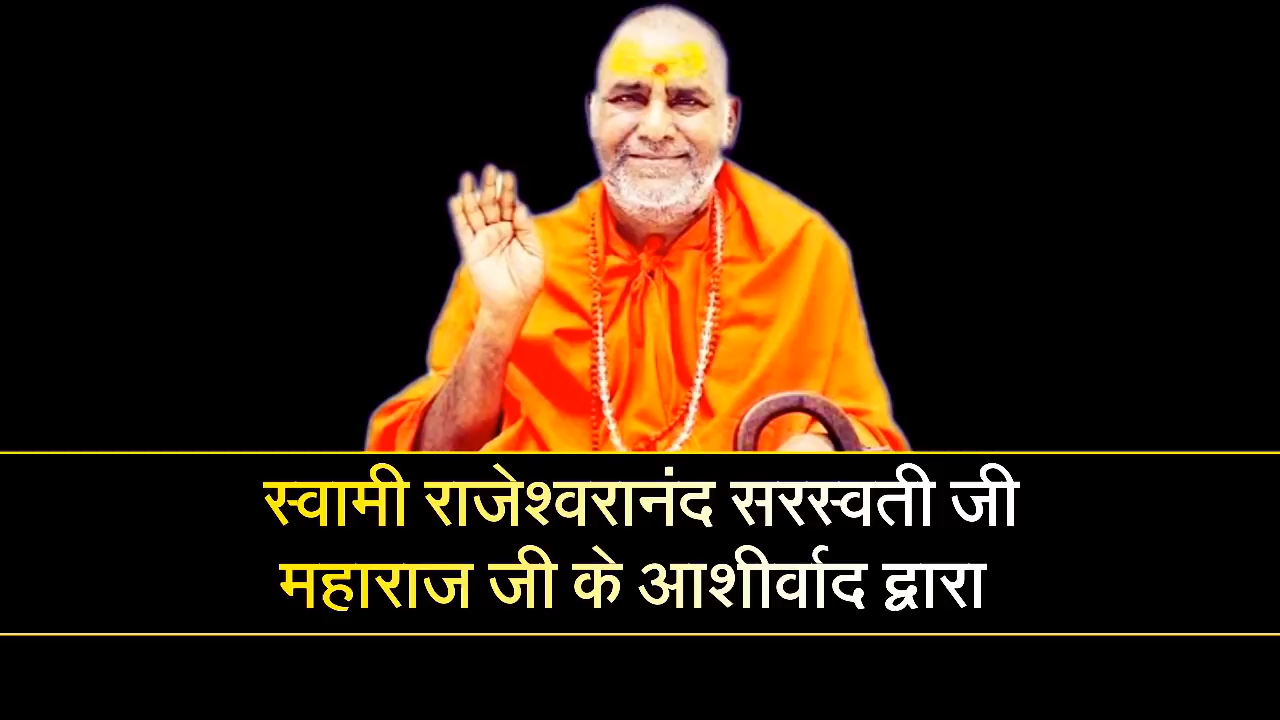 स्वामी राजेश्वरानंद सरस्वती जी
महाराज जी के आशीर्वाद द्वारा